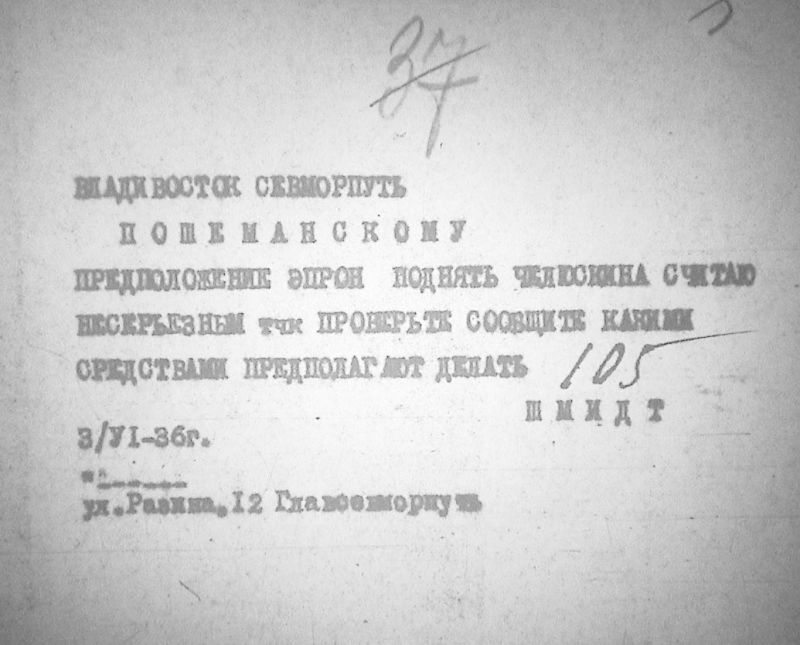 37
ВЛАДИВОСТОК СЕВМОРПУТЬ
ПОШЕМАНСКОМУ
ПРЕДПОЛОЖЕНИЕ ЭПРОН ПОДНЯТЬ ЧЕЛЮСКИНА СЧИТАЮ
НЕСЕРЬЕЗНЫМ тчк ПРОВЕРЬТЕ СООБЩИТЕ КАКИМИ
СРЕДСТВАМИ ПРЕДПОЛАГАЮТ ДЕЛАТЬ 105
ШМИДТ
3/УI-36г.
ул.Разина.12 Главсевморпуть